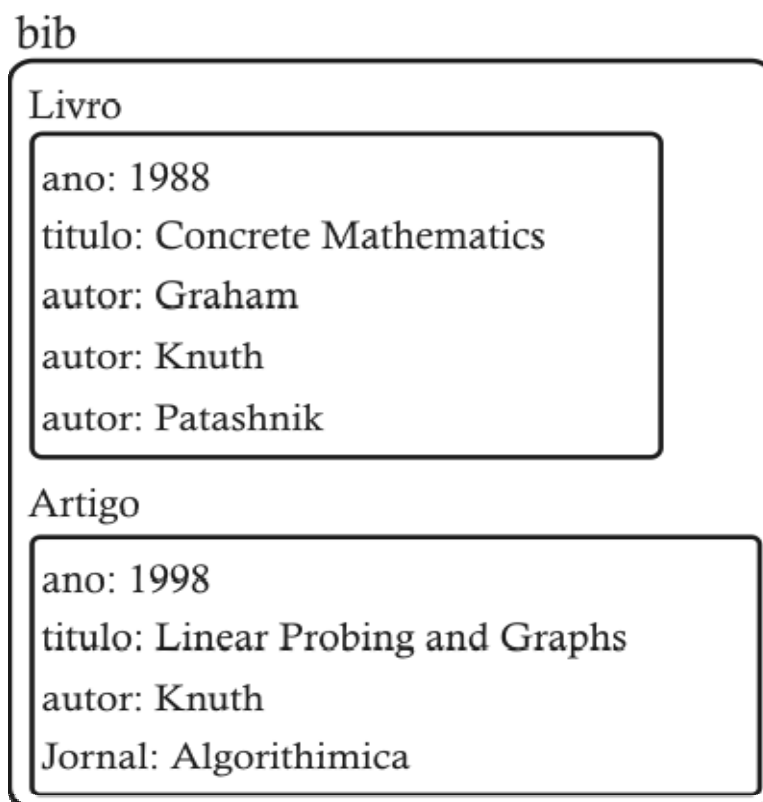 bib
Livro
ano: 1988
titulo: Concrete Mathematics
autor: Graham
autor: Knuth
autor: Patashnik
Artigo
ano: 1998
titulo: Linear Probing and Graphs
autor: Knuth
Jornal: Algorithimica